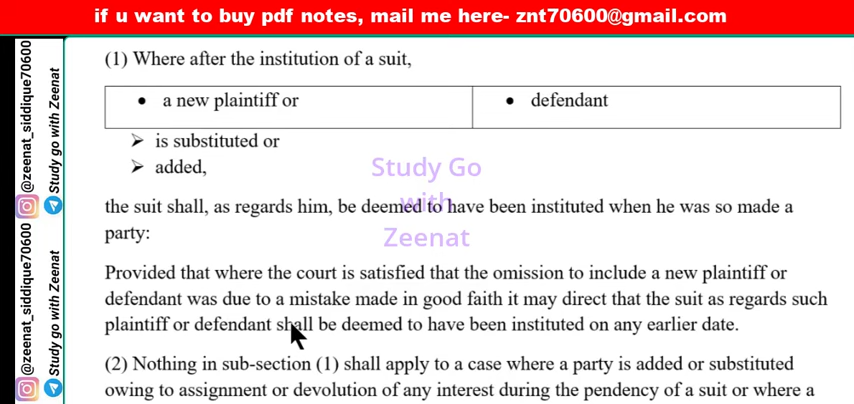 if u want to buy pdf notes, mail me here- znt70600@gmail.com
(1) Where after the institution of a suit,
• a new plaintiff or
• defendant
➢ is substituted or
➢ added,
the suit shall, as regards him, be deemed to have been instituted when he was so made a
party:
Provided that where the court is satisfied that the omission to include a new plaintiff or
defendant was due to a mistake made in good faith it may direct that the suit as regards such
plaintiff or defendant shall be deemed to have been instituted on any earlier date.
(2) Nothing in sub-section (1) shall apply to a case where a party is added or substituted
owing to assignment or devolution of any interest during the pendency of a suit or where a
Study Go
with
Zeenat
@zeenat_siddique70600
Study go with Zeenat
@zeenat_siddique70600
Study go with Zeenat